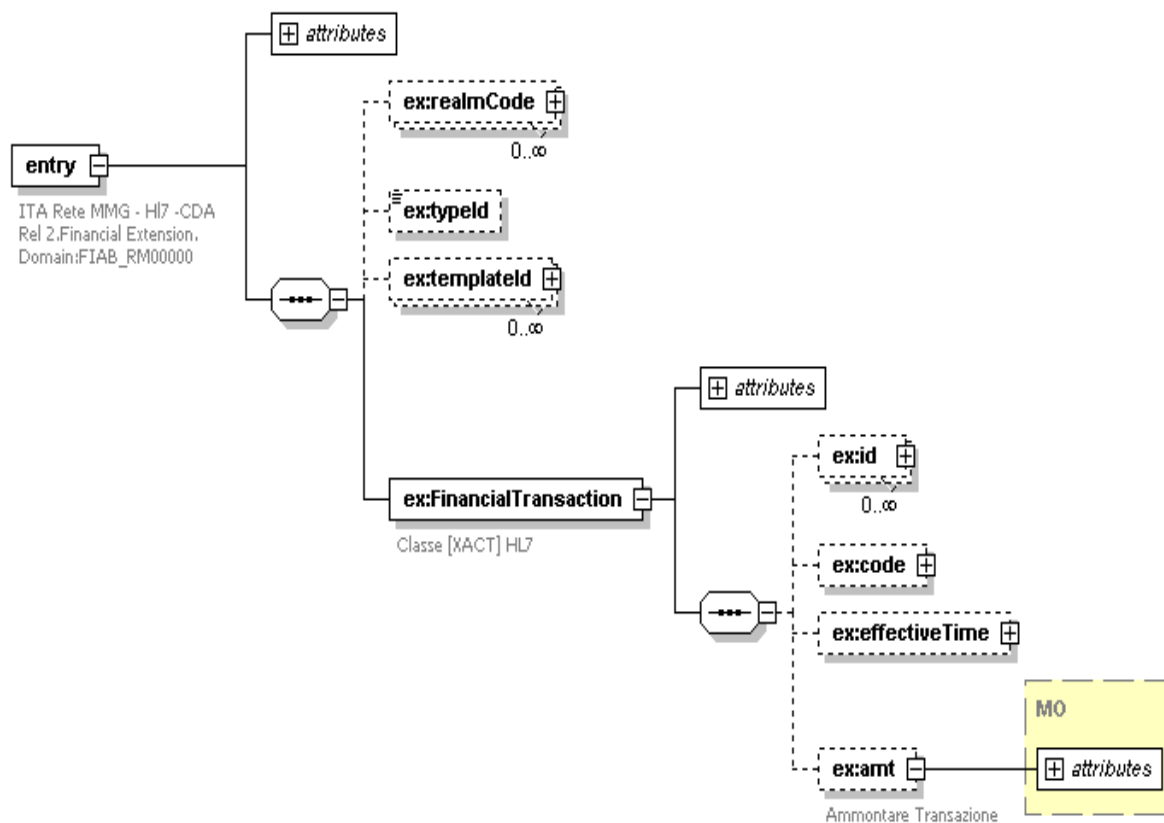 attributes
ex:realmCode
0..∞
entry
ITA Rete MMG - Hl7 -CDA
Rel 2.Financial Extension.
Domain:FIAB_RM00000
ex:typeId
ex:templateId
0..∞
attributes
ex:id
0..∞
ex:FinancialTransaction
Classe [XACT] HL7
ex:code
ex:effectiveTime
MO
ex:amt
attributes
Ammontare Transazione